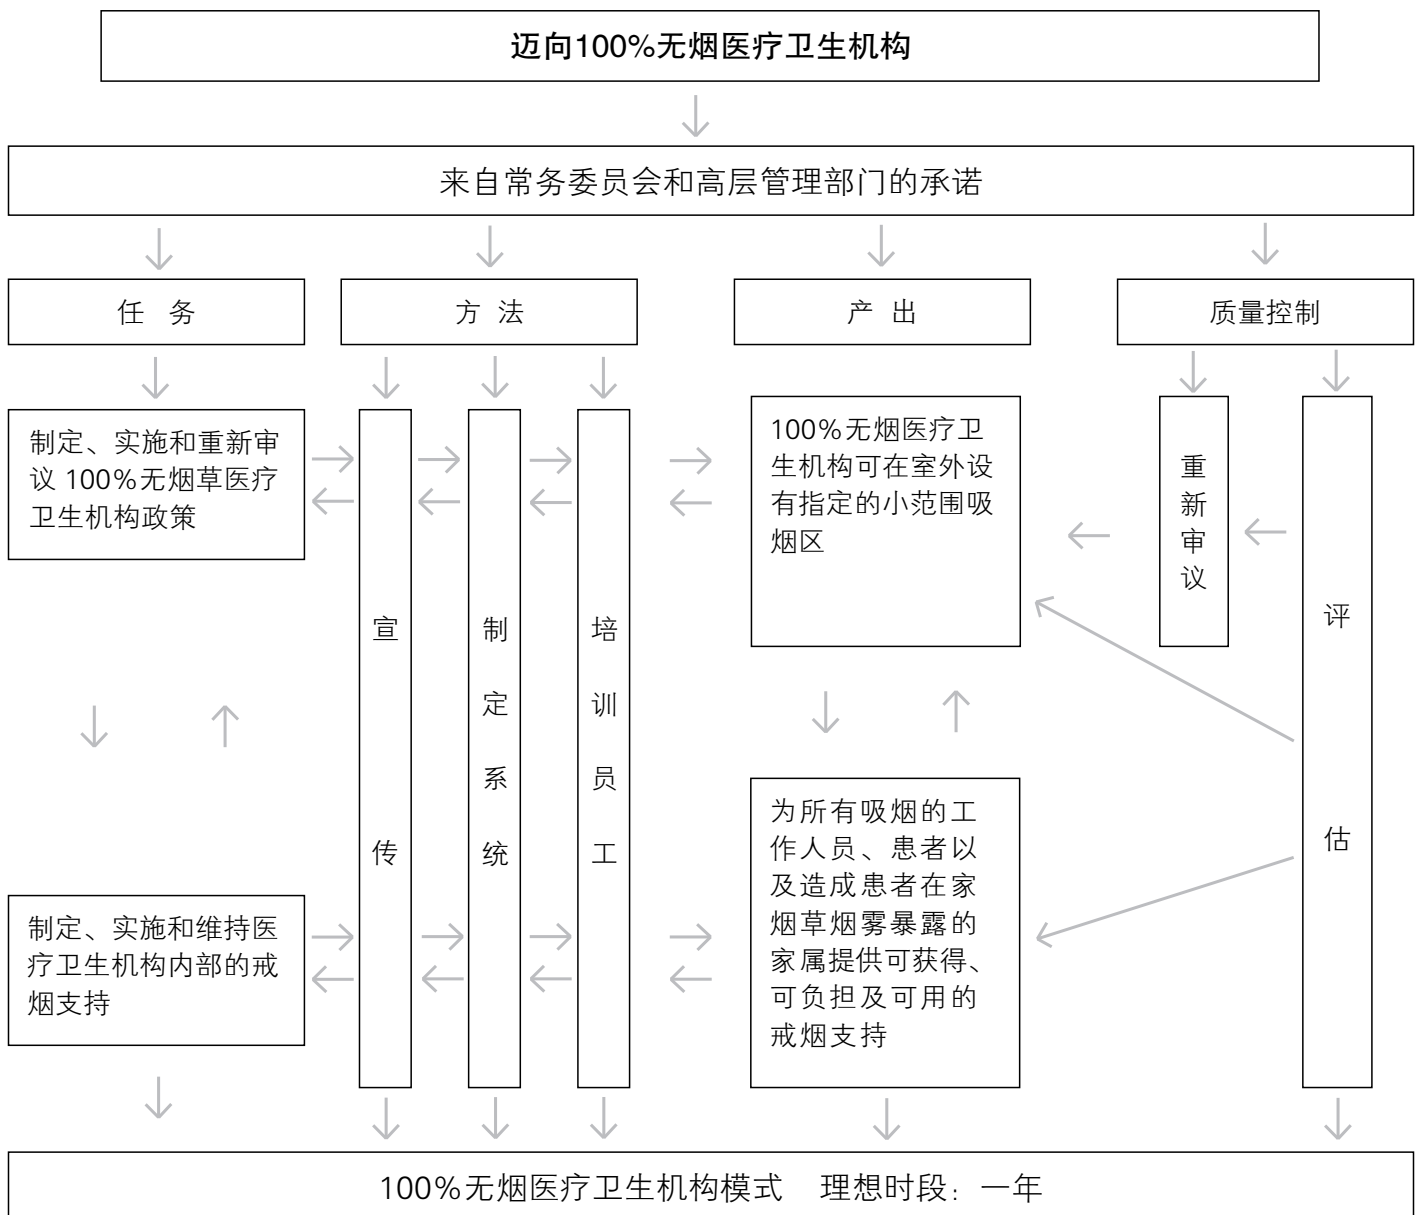 迈向100%无烟医疗卫生机构
来自常务委员会和高层管理部门的承诺
任 务
方 法
产 出
质量控制
制定、实施和重新审
议 100%无烟草医疗
卫生机构政策
制定、实施和维持医
疗卫生机构内部的戒
烟支持
宣传
制定系统
培训员工
100%无烟医疗卫
生机构可在室外设
有指定的小范围吸
烟区
为所有吸烟的工
作人员、患者以
及造成患者在家
烟草烟雾暴露的
家属提供可获得、
可负担及可用的
戒烟支持
重新审议
评估
100%无烟医疗卫生机构模式 理想时段：一年